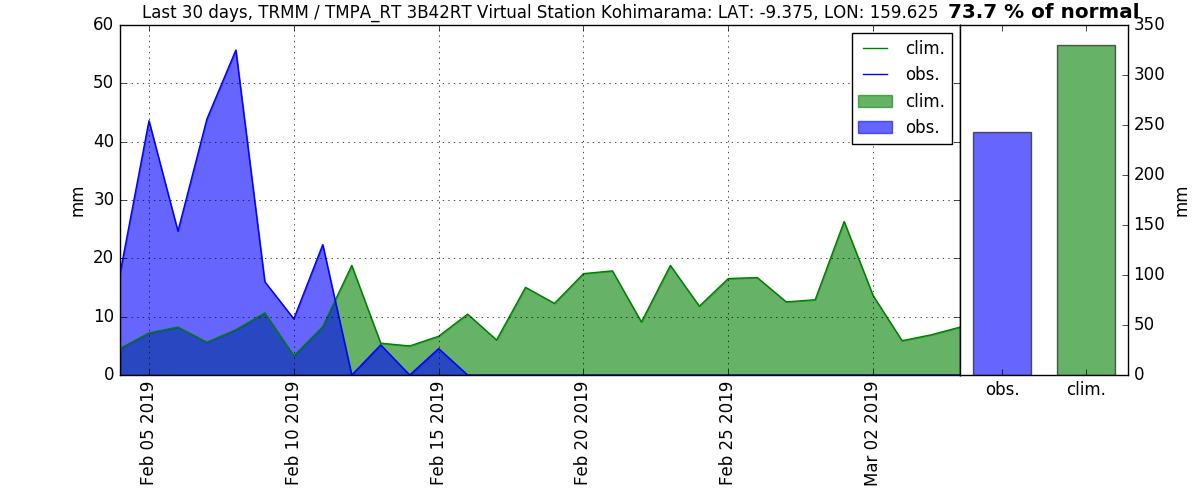 Last 30 days, TRMM / TMPA_RT 3B42RT Virtual Station Kohimarama: LAT: -9.375, LON: 159.625 73.7 % of normal
60
50
40
30
20
10
0
mm
clim.
obs.
clim.
obs.
350
300
250
200
150
100
50
0
mm
obs. clim.
Feb 05 2019
Feb 10 2019
Feb 15 2019
Feb 20 2019
Feb 25 2019
Mar 02 2019